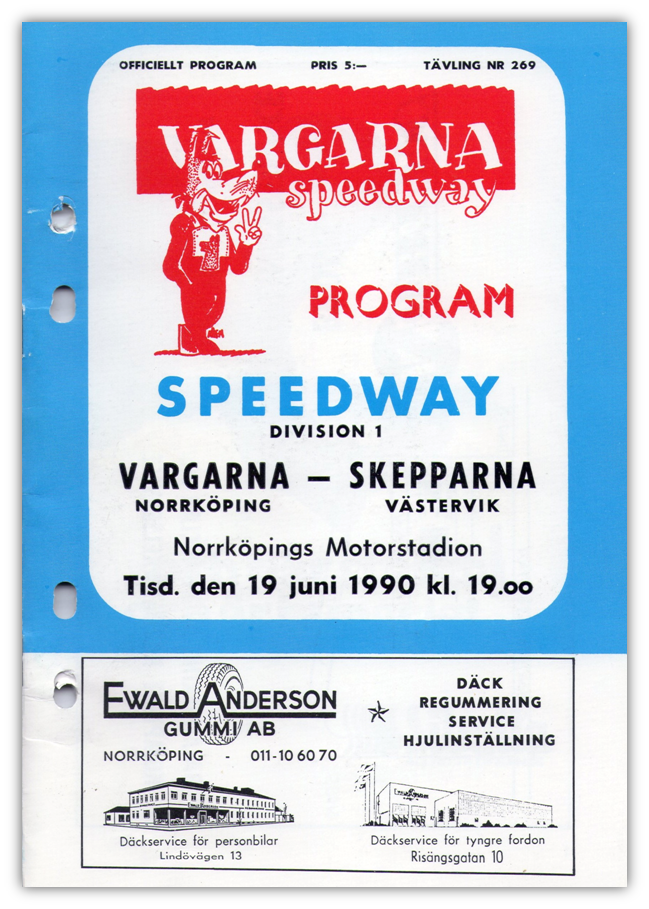 OFFICIELLT PROGRAM PRIS 5:— TÄVLING NR 269
VARGARNA
speedway
PROGRAM
SPEEDWAY
DIVISION 1
VARGARNA — SKEPPARNA
NORRKÖPING VÄSTERVIK
Norrköpings Motorstadion
Tisd. den 19 juni 1990 kl. 19.oo
EWALD ANDERSON
GUMMI AB
NORRKÖPING - 011-10 60 70
DÄCK
REGUMMERING
SERVICE
HJULINSTÄLLNING
Däckservice för personbilar
Lindövägen 13
Däckservice för tyngre fordon
Risängsgatan 10